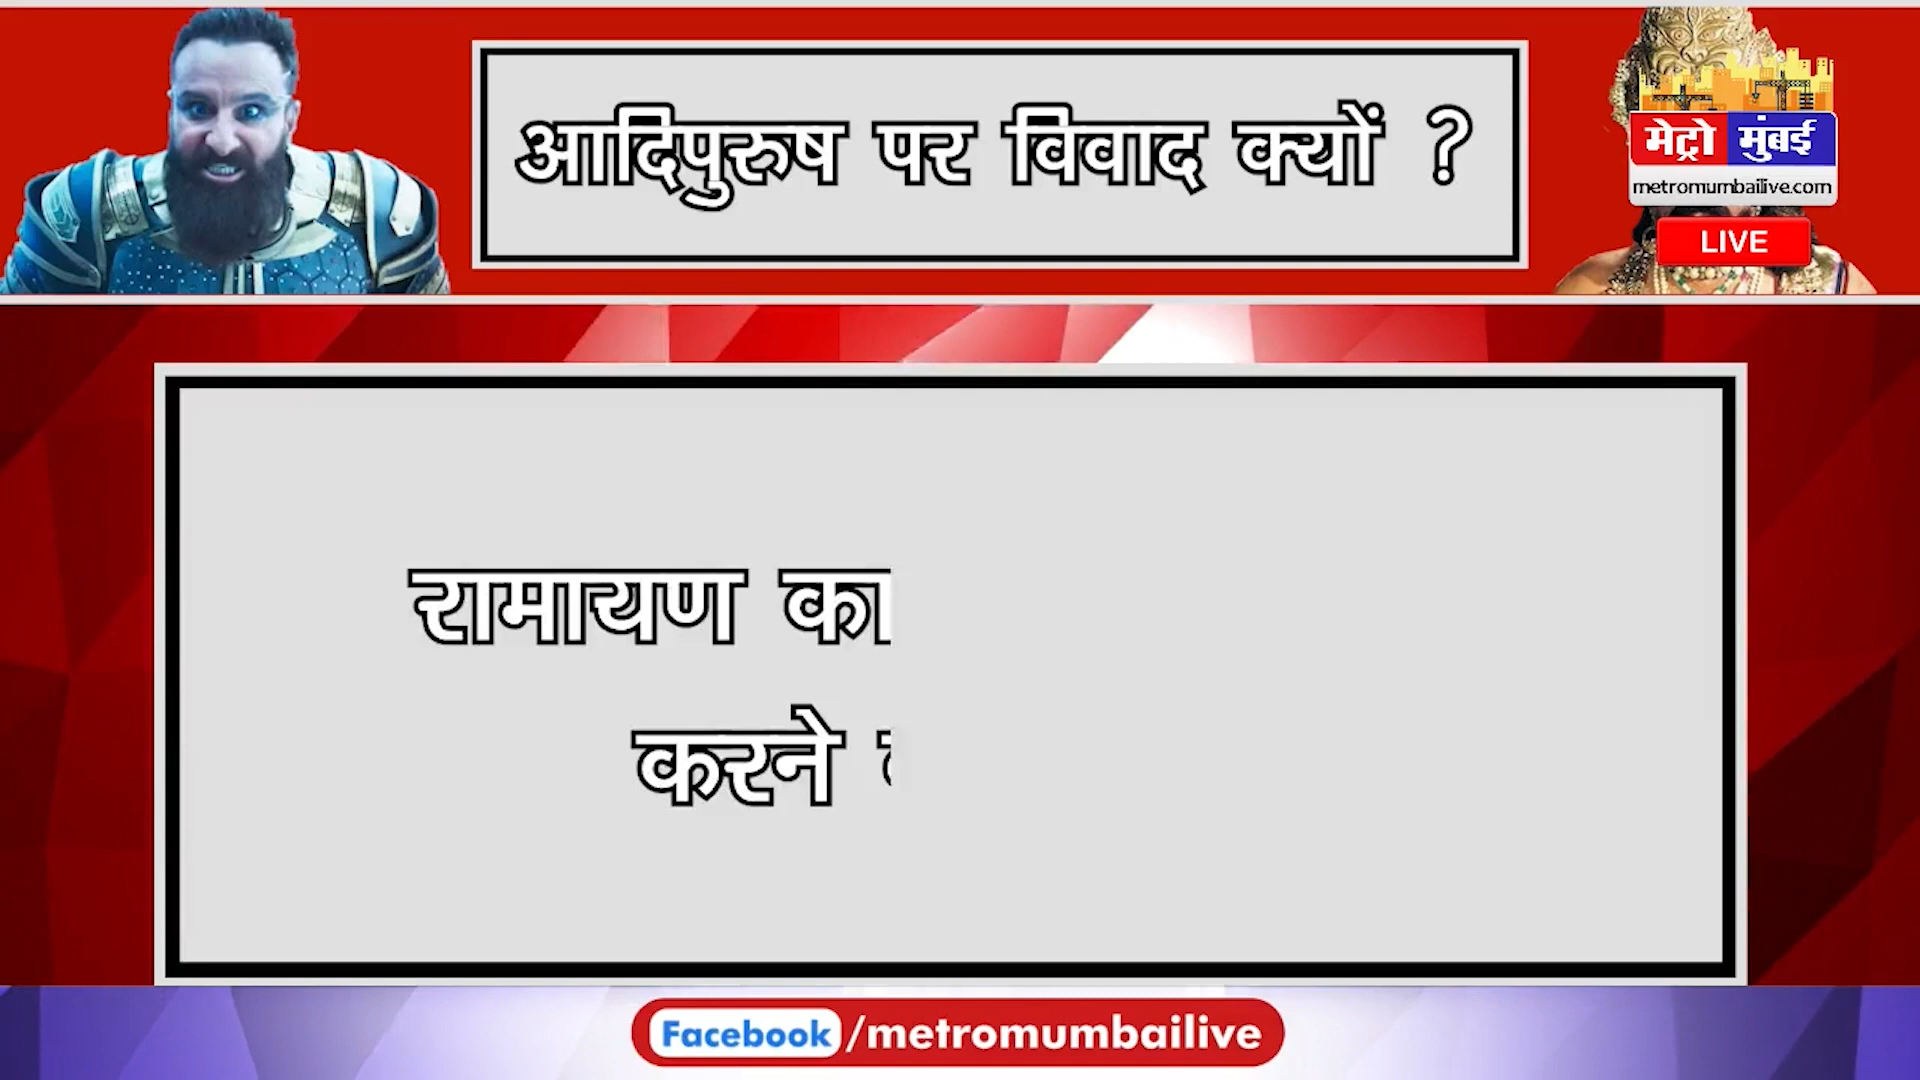 आदिपुरुष पर विवाद क्यों ?
मेट्रो मुंबई
metromumbailive.com
LIVE
रामायण का
करने
Facebook/metromumbailive